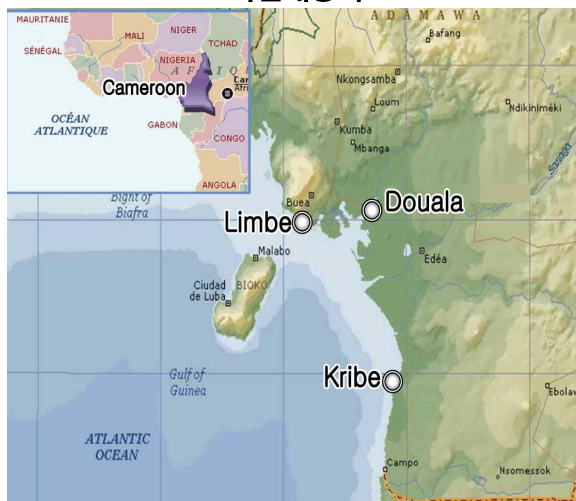 MAURITANIE
MALI
NIGER
TCHAD
SÉNÉGAL
NIGERIA
A F I Q
Cameroon
OCÉAN
ATLANTIQUE
GABON
CONGO
ANGOLA
ADAMAWA
Bafang
Nkongsamba
Loum
Ndikiniméki
Kumba
Mbanga
Sanaga
Bight of
Biafra
Buea
Limbe
Douala
Malabo
Edéa
BIOKO
Ciudad
de Luba
Gulf of
Guinea
Kribe
Ebolaw
ATLANTIC
OCEAN
Campo
Nsomessok